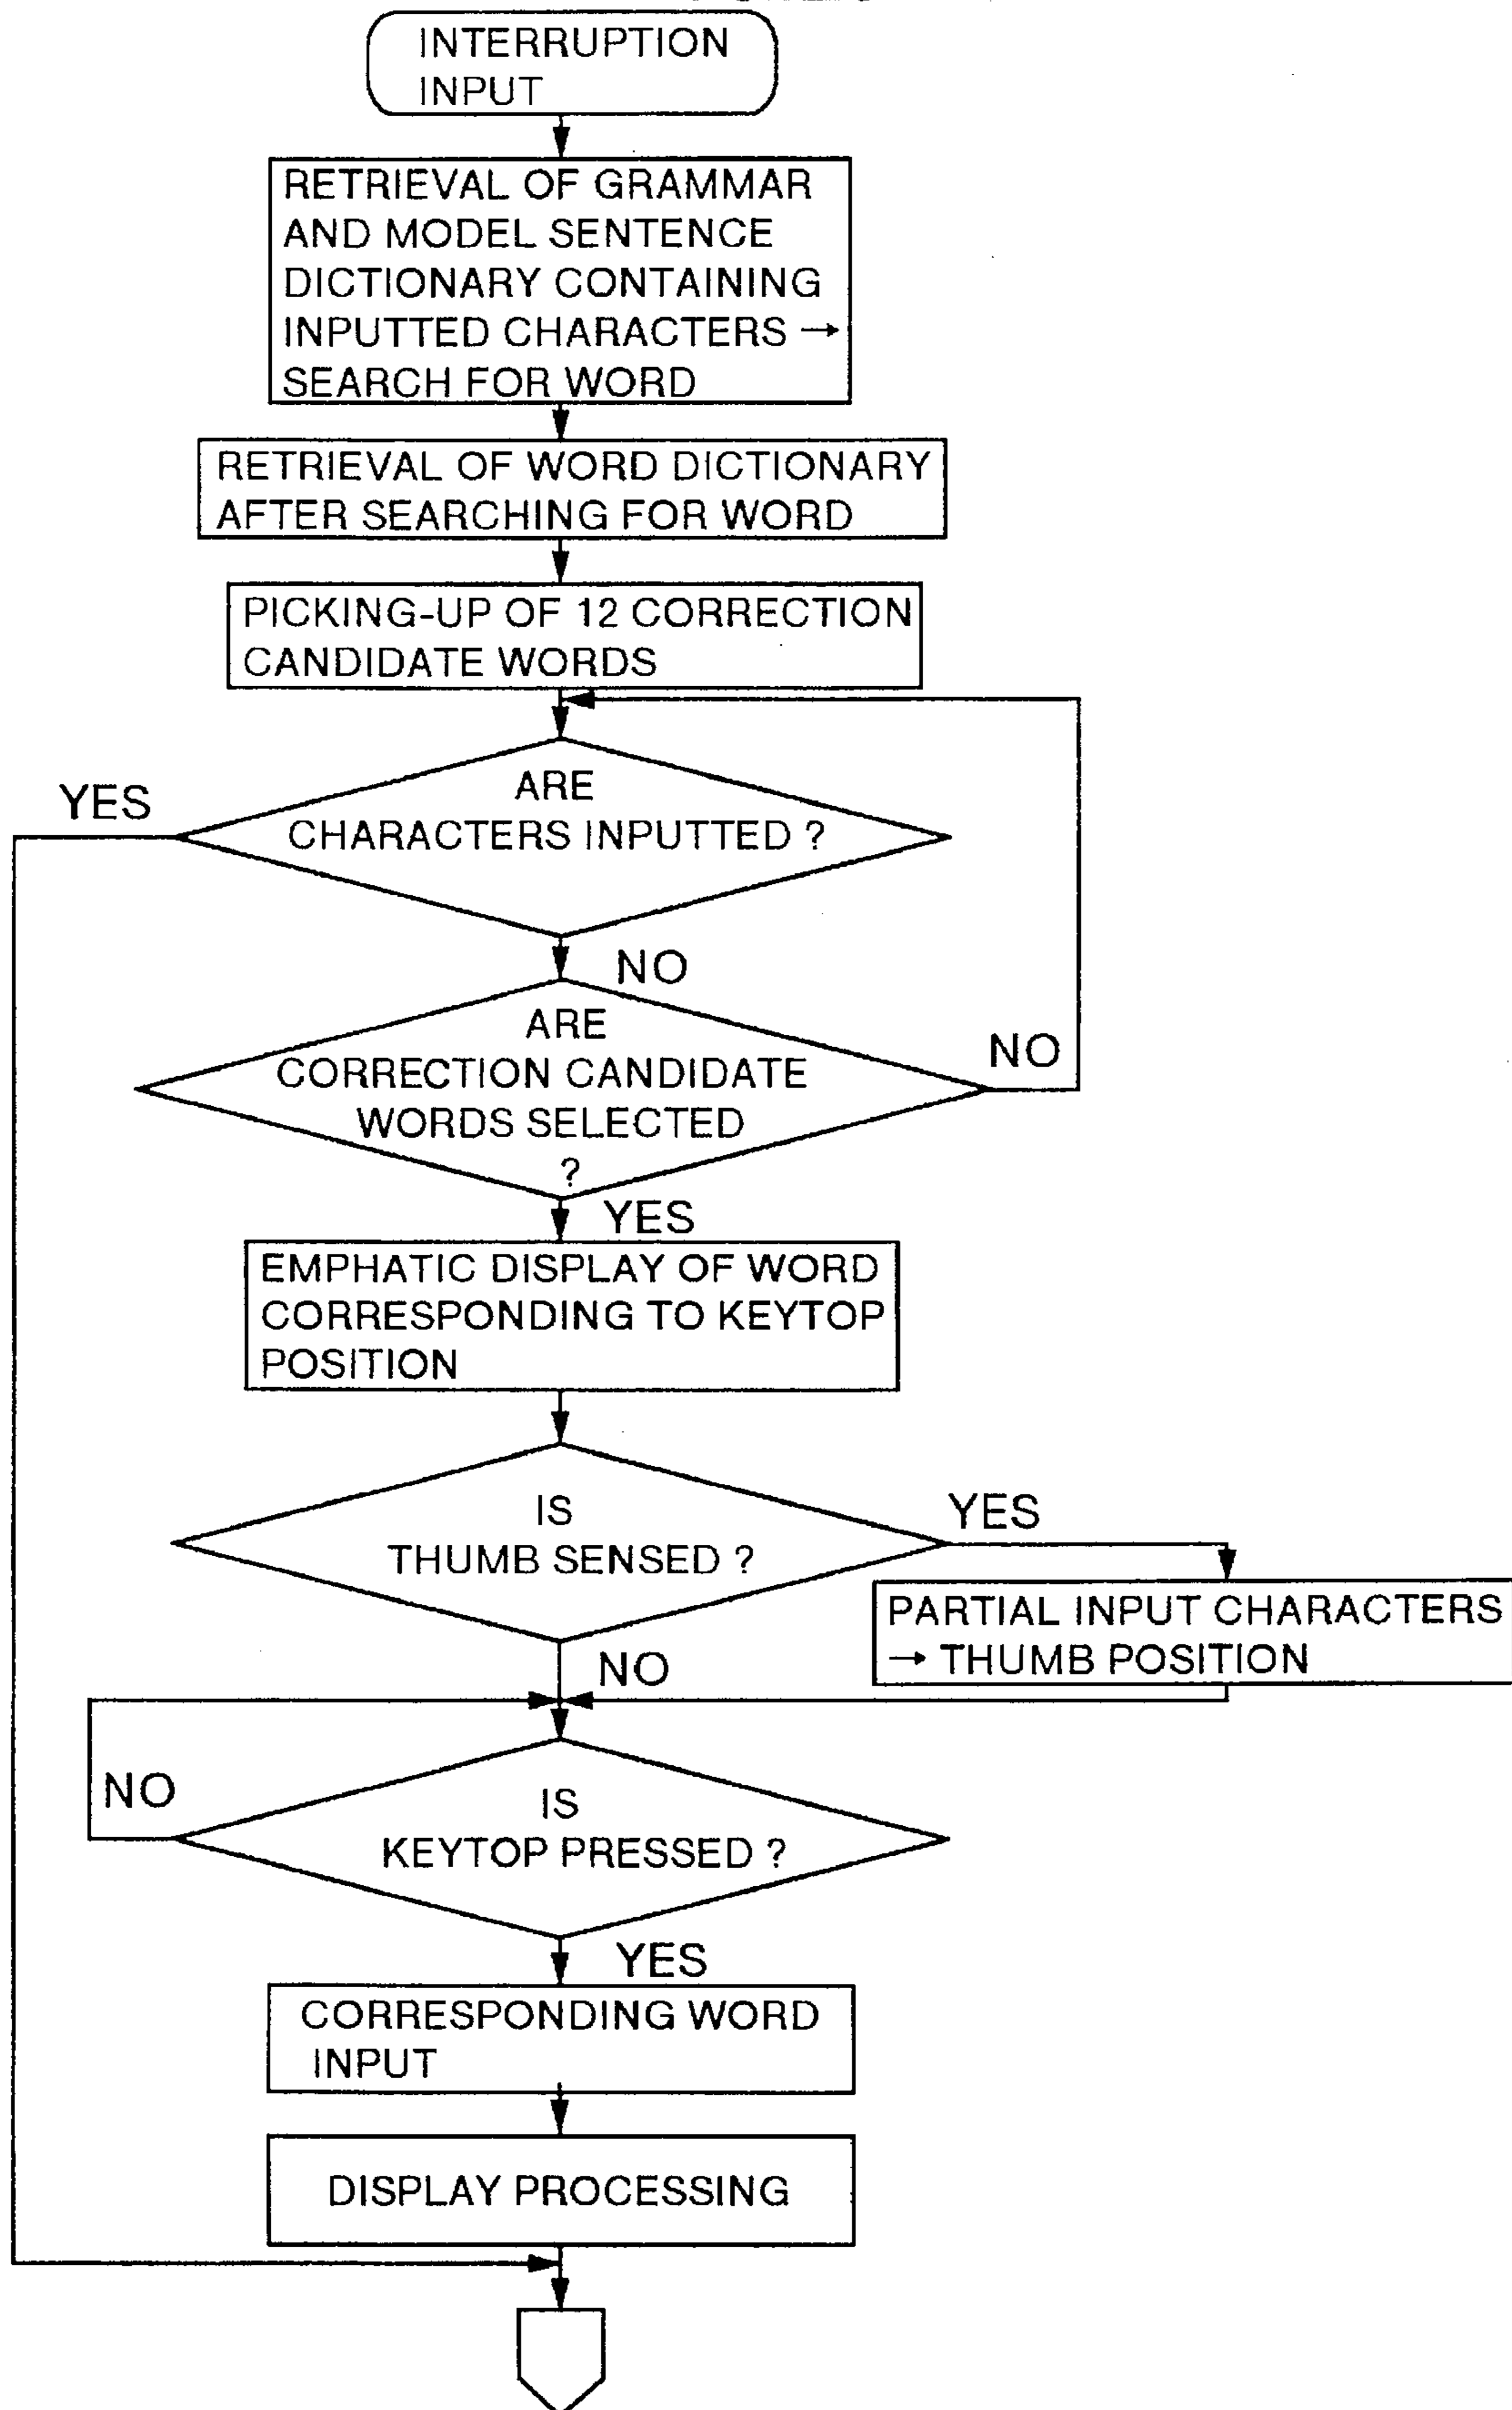 INTERRUPTION
INPUT
RETRIEVAL OF GRAMMAR
AND MODEL SENTENCE
DICTIONARY CONTAINING
INPUTTED CHARACTERS →
SEARCH FOR WORD
RETRIEVAL OF WORD DICTIONARY
AFTER SEARCHING FOR WORD
PICKING-UP OF 12 CORRECTION
CANDIDATE WORDS
ARE
CHARACTERS INPUTTED ?
YES
NO
ARE
CORRECTION CANDIDATE
WORDS SELECTED
?
NO
YES
EMPHATIC DISPLAY OF WORD
CORRESPONDING TO KEYTOP
POSITION
IS
THUMB SENSED ?
YES
PARTIAL INPUT CHARACTERS
→ THUMB POSITION
NO
IS
KEYTOP PRESSED ?
NO
YES
CORRESPONDING WORD
INPUT
DISPLAY PROCESSING